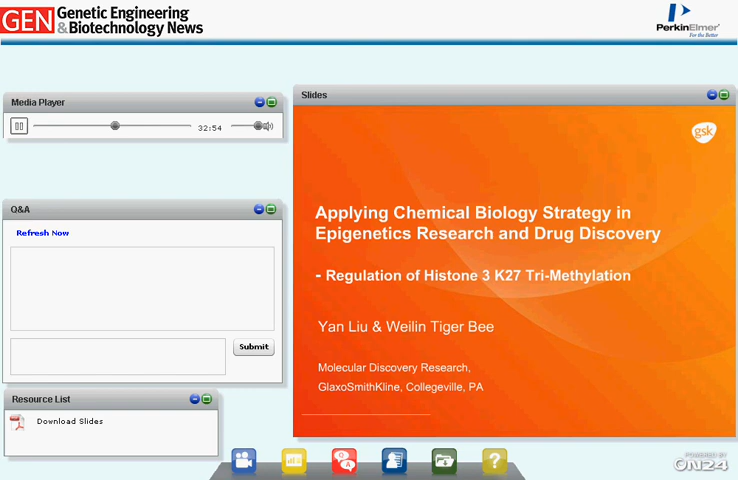 GEN Genetic Engineering
& Biotechnology News
PerkinElmer
For the Better
Media Player
32:54
Q&A
Refresh Now
Submit
Resource List
Download Slides
Slides
gsk
Applying Chemical Biology Strategy in
Epigenetics Research and Drug Discovery
- Regulation of Histone 3 K27 Tri-Methylation
Yan Liu & Weilin Tiger Bee
Molecular Discovery Research,
GlaxoSmithKline, Collegeville, PA
Q
A
?
POWERED BY
ON24